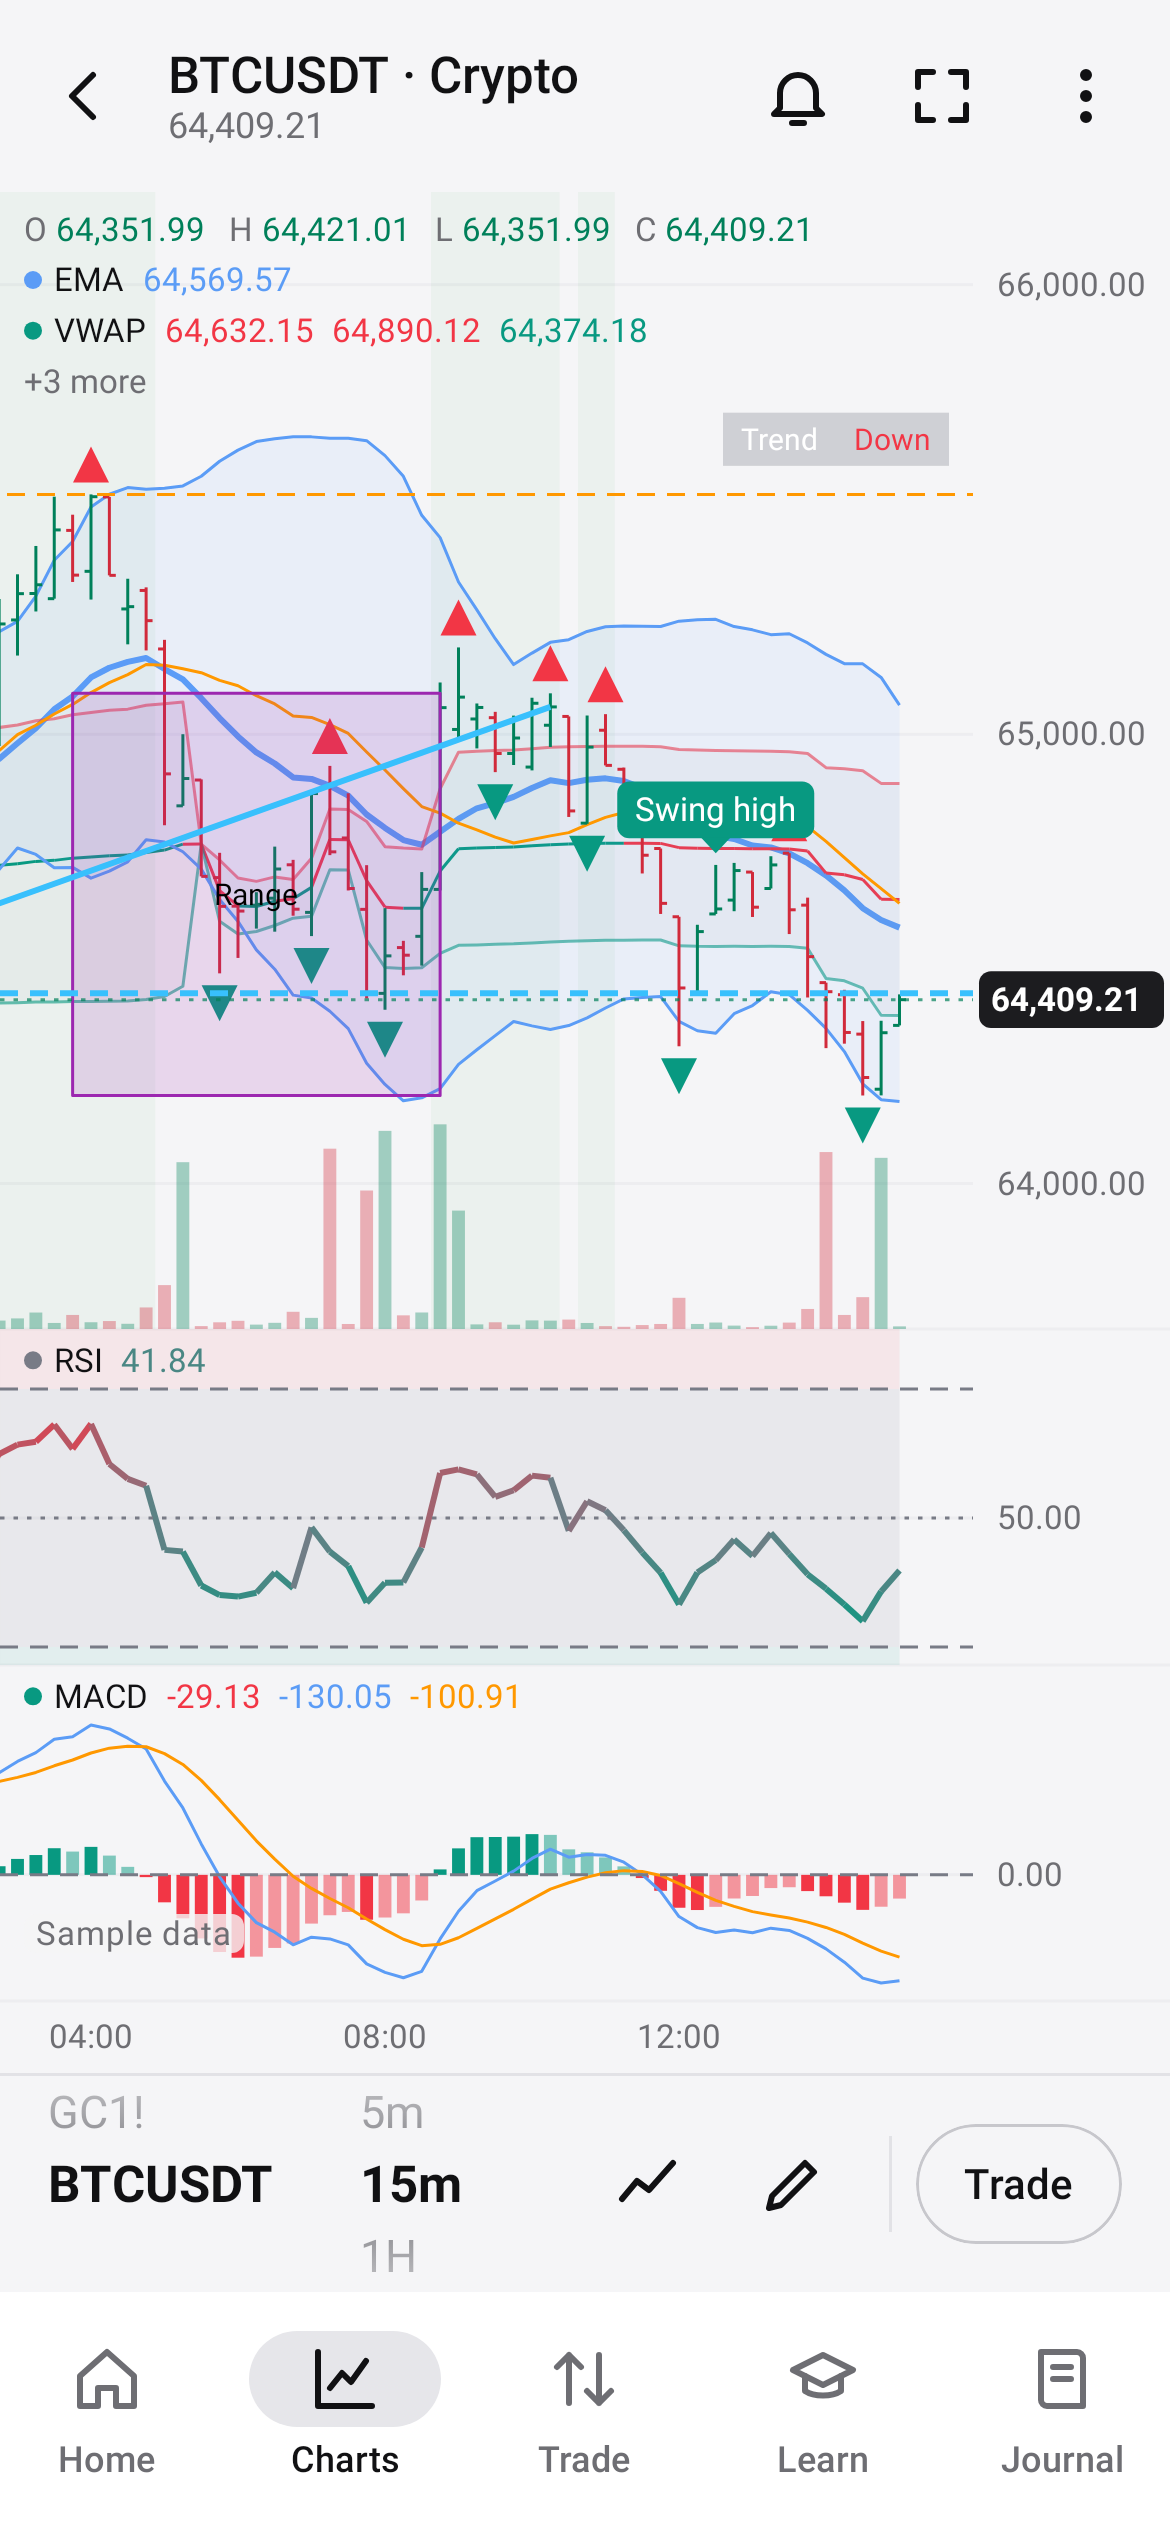 BTCUSDT · Crypto
64,409.21
O 64,351.99 H 64,421.01 L 64,351.99 C 64,409.21
EMA 64,569.57
66,000.00
VWAP 64,632.15 64,890.12 64,374.18
+3 more
Trend Down
65,000.00
Swing high
Range
64,409.21
64,000.00
RSI 41.84
50.00
MACD -29.13 -130.05 -100.91
0.00
Sample data
04:00 08:00 12:00
GC1! 5m
BTCUSDT 15m Trade
1H
Home Charts Trade Learn Journal